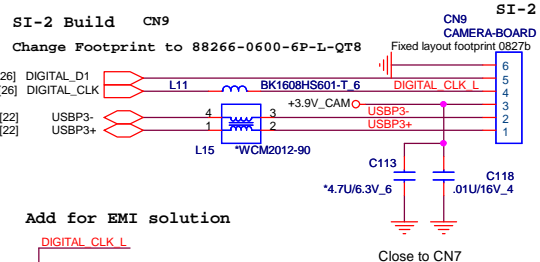 SI-2
SI-2 Build CN9
CN9
CAMERA-BOARD
Change Footprint to 88266-0600-6P-L-QT8
Fixed layout footprint 0827b
6
26] DIGITAL_D1
5
[26] DIGITAL_CLK
L11
BK1608HS601-T_6
DIGITAL_CLK_L
4
+3.9V_CAM
3
[22] USBP3-
4
3
USBP3-
2
[22] USBP3+
1
2
USBP3+
1
L15
*WCM2012-90
C113
C118
*4.7U/6.3V_6
.01U/16V_4
Add for EMI solution
DIGITAL_CLK_L
Close to CN7